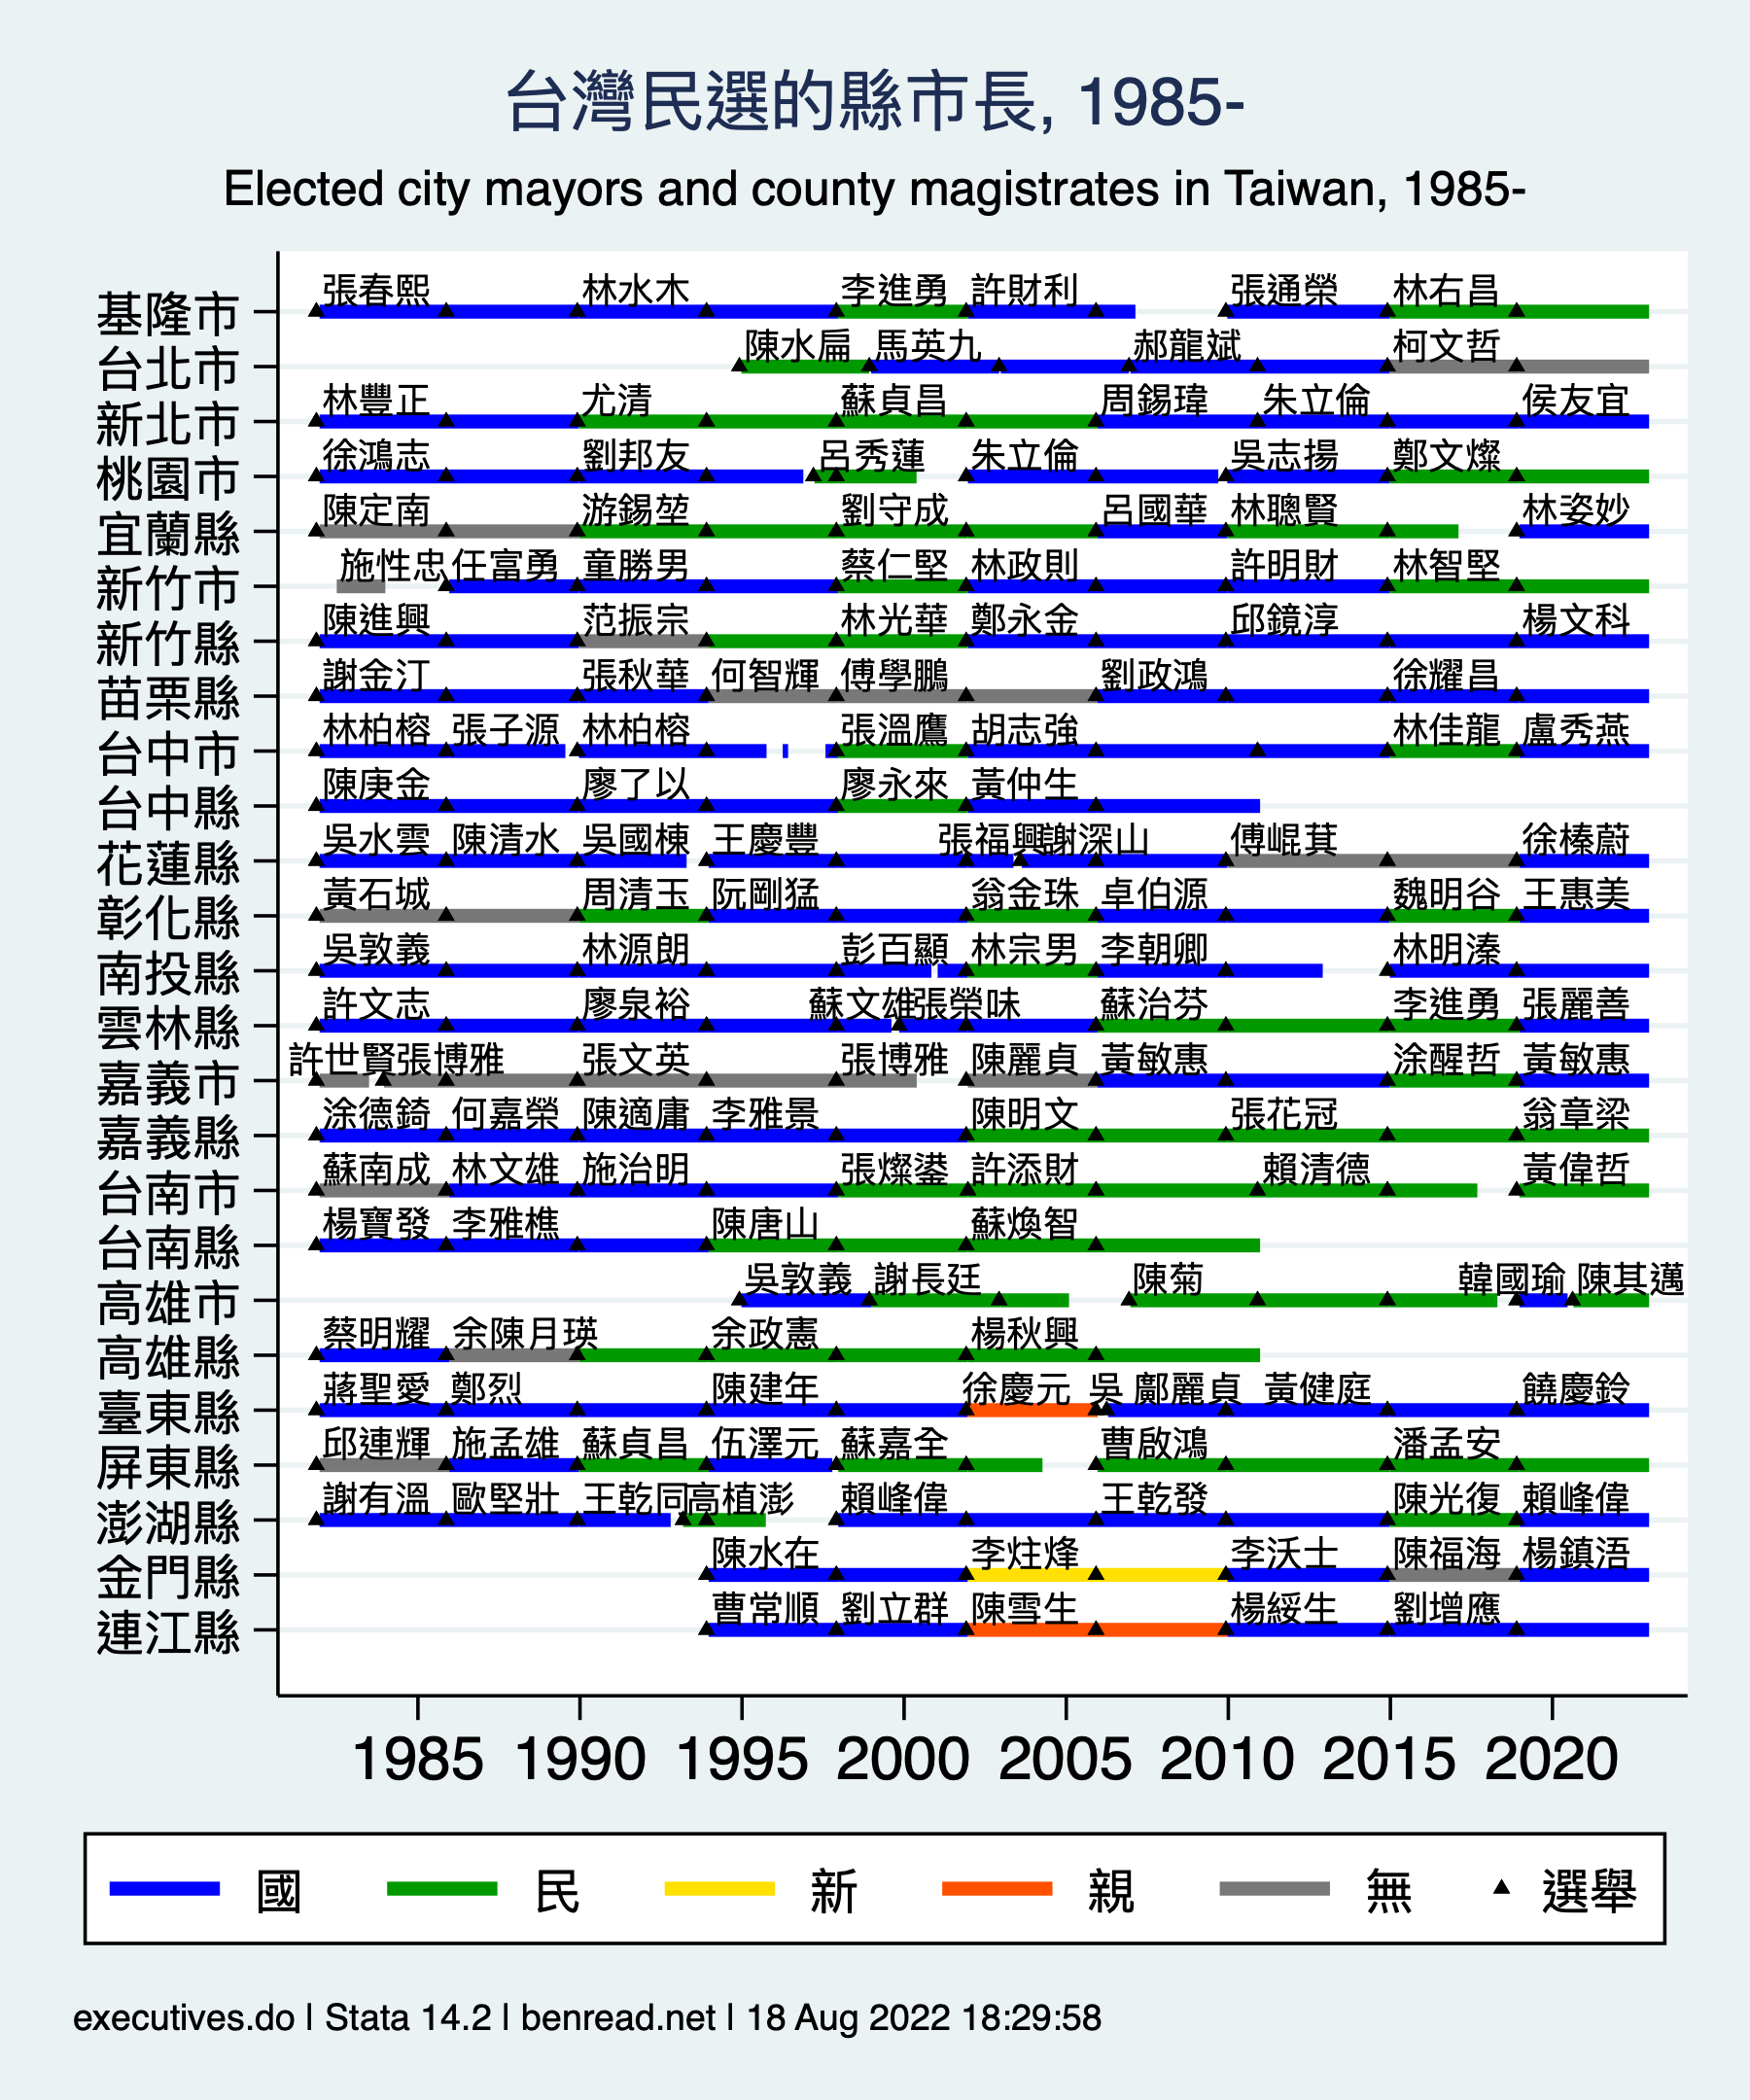 台灣民選的縣市長, 1985-
Elected city mayors and county magistrates in Taiwan, 1985-
基隆市 張春熙 林水木 李進勇 許財利 張通榮 林右昌
台北市 陳水扁 馬英九 郝龍斌 柯文哲
新北市 林豐正 尤清 蘇貞昌 周錫瑋 朱立倫 侯友宜
桃園市 徐鴻志 劉邦友 呂秀蓮 朱立倫 吳志揚 鄭文燦
宜蘭縣 陳定南 游錫堃 劉守成 呂國華 林聰賢 林姿妙
新竹市 施性忠 任富勇 童勝男 蔡仁堅 林政則 許明財 林智堅
新竹縣 陳進興 范振宗 林光華 鄭永金 邱鏡淳 楊文科
苗栗縣 謝金汀 張秋華 何智輝 傅學鵬 劉政鴻 徐耀昌
台中市 林柏榕 張子源 林柏榕 張溫鷹 胡志強 林佳龍 盧秀燕
台中縣 陳庚金 廖了以 廖永來 黃仲生
花蓮縣 吳水雲 陳清水 吳國棟 王慶豐 張福興 謝深山 傅崐萁 徐榛蔚
彰化縣 黃石城 周清玉 阮剛猛 翁金珠 卓伯源 魏明谷 王惠美
南投縣 吳敦義 林源朗 彭百顯 林宗男 李朝卿 林明溱
雲林縣 許文志 廖泉裕 蘇文雄 張榮味 蘇治芬 李進勇 張麗善
嘉義市 許世賢 張博雅 張文英 張博雅 陳麗貞 黃敏惠 涂醒哲 黃敏惠
嘉義縣 涂德錡 何嘉榮 陳適庸 李雅景 陳明文 張花冠 翁章梁
台南市 蘇南成 林文雄 施治明 張燦鍙 許添財 賴清德 黃偉哲
台南縣 楊寶發 李雅樵 陳唐山 蘇煥智
高雄市 吳敦義 謝長廷 陳菊 韓國瑜 陳其邁
高雄縣 蔡明耀 余陳月瑛 余政憲 楊秋興
臺東縣 蔣聖愛 鄭烈 陳建年 徐慶元 吳 鄺麗貞 黃健庭 饒慶鈴
屏東縣 邱連輝 施孟雄 蘇貞昌 伍澤元 蘇嘉全 曹啟鴻 潘孟安
澎湖縣 謝有溫 歐堅壯 王乾同 高植澎 賴峰偉 王乾發 陳光復 賴峰偉
金門縣 陳水在 李炷烽 李沃士 陳福海 楊鎮浯
連江縣 曹常順 劉立群 陳雪生 楊綏生 劉增應
1985 1990 1995 2000 2005 2010 2015 2020
國 民 新 親 無 選舉
executives.do | Stata 14.2 | benread.net | 18 Aug 2022 18:29:58